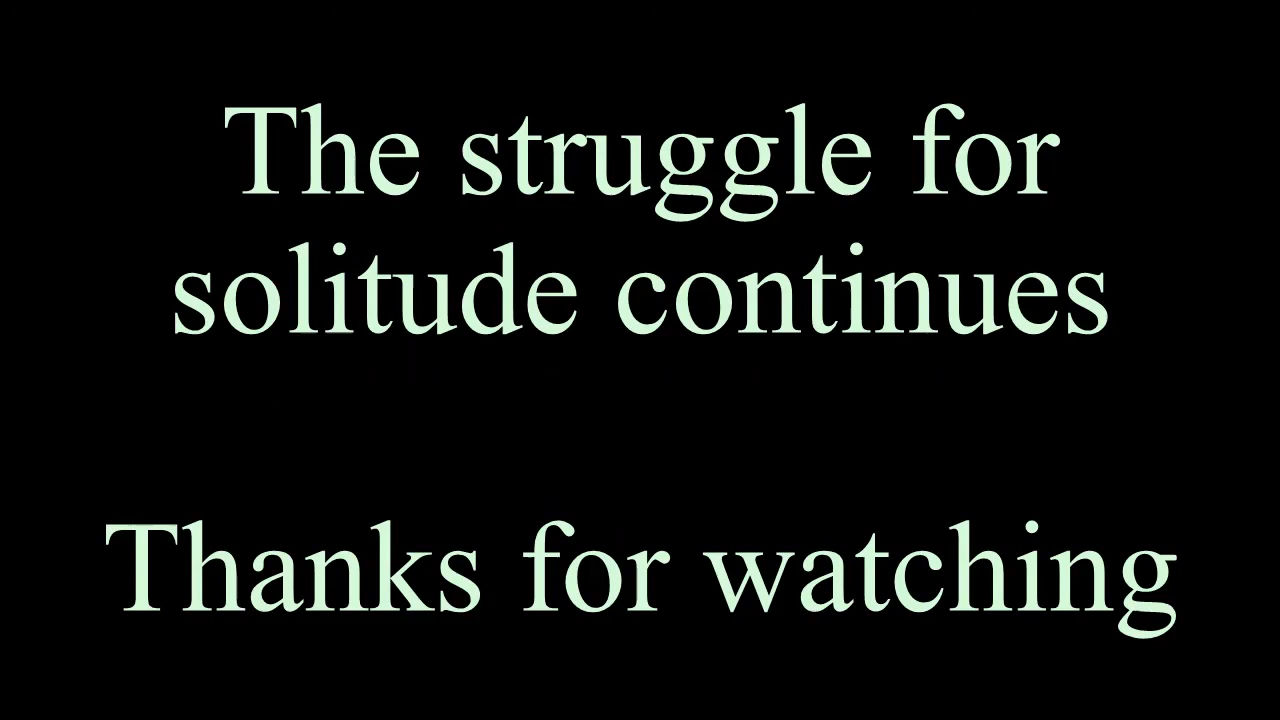 The struggle for
solitude continues
Thanks for watching